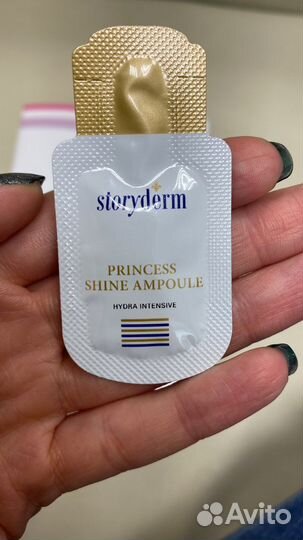 storyderm
PRINCESS
SHINE AMPOULE
HYDRA INTENSIVE
Avito